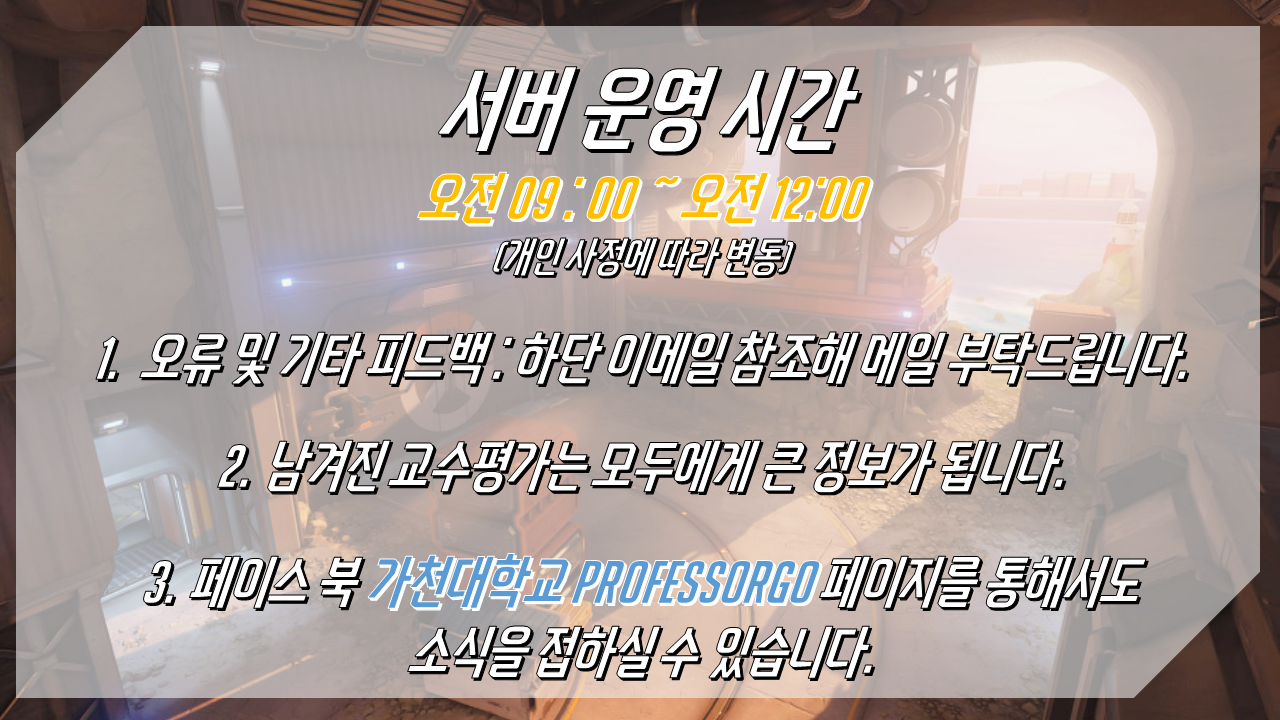 서버 운영 시간
오전 09 : 00 ~ 오전 12:00
(개인 사정에 따라 변동)
1. 오류 및 기타 피드백 : 하단 이메일 참조해 메일 부탁드립니다.
2. 남겨진 교수평가는 모두에게 큰 정보가 됩니다.
3. 페이스 북 가천대학교 PROFESSORGO 페이지를 통해서도
소식을 접하실 수 있습니다.